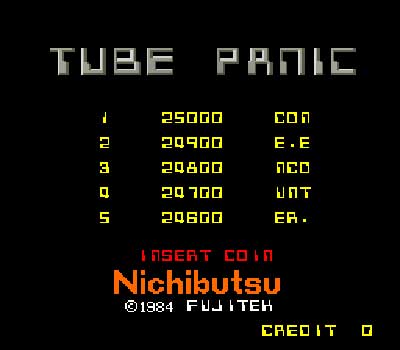 TUBE PANIC
1 25000 CON
2 24900 E.E
3 24800 ACO
4 24700 UNT
5 24600 ER.
INSERT COIN
Nichibutsu
©1984 FUJITEK
CREDIT 0